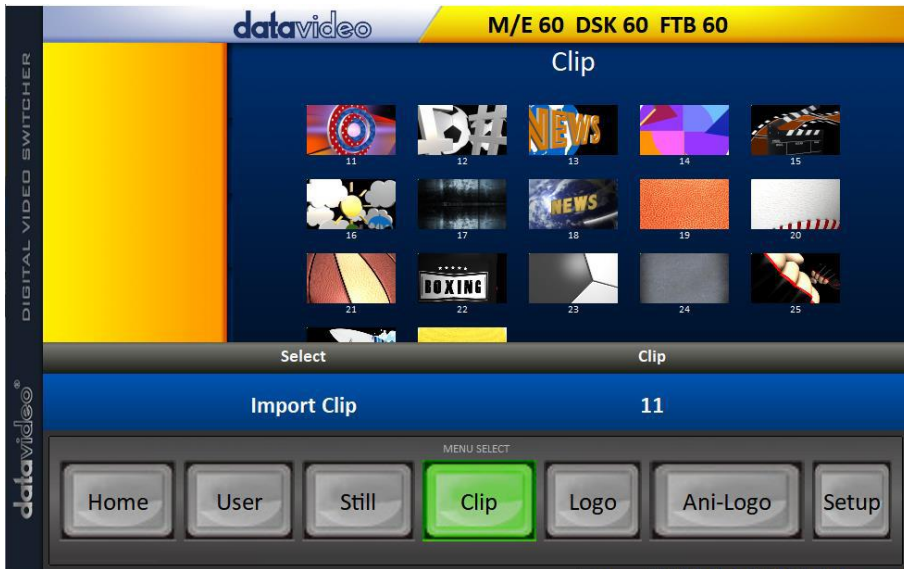 datavideo
M/E 60 DSK 60 FTB 60
DIGITAL VIDEO SWITCHER
datavideo®
Clip
NEWS
11 12 13 14 15
NEWS
16 17 18 19 20
BOXING
21 22 23 24 25
Select Clip
Import Clip 11
MENU SELECT
Home User Still Clip Logo Ani-Logo Setup